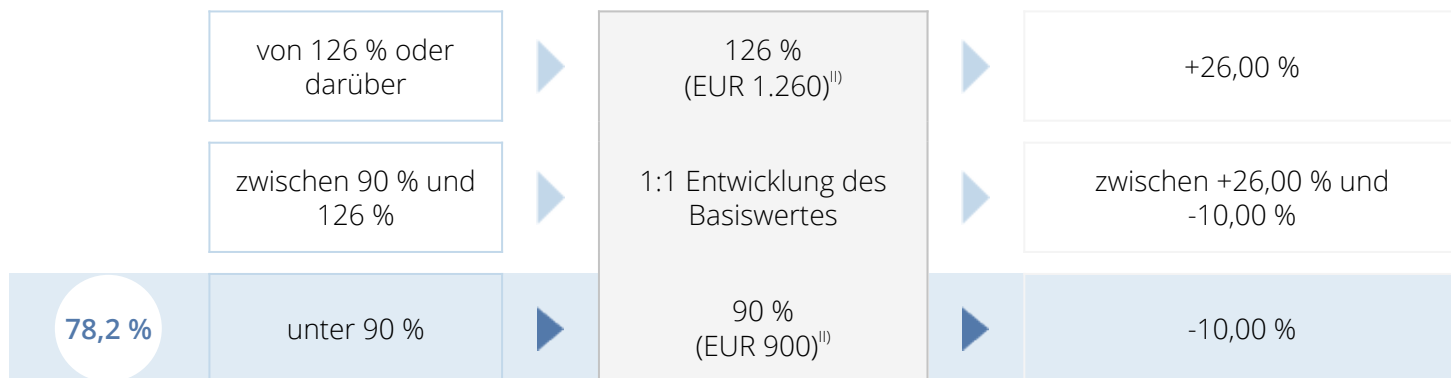 von 126 % oder
darüber
126 %
(EUR 1.260)II)
+26,00 %
zwischen 90 % und
126 %
1:1 Entwicklung des
Basiswertes
zwischen +26,00 % und
-10,00 %
78,2 %
unter 90 %
90 %
(EUR 900)II)
-10,00 %